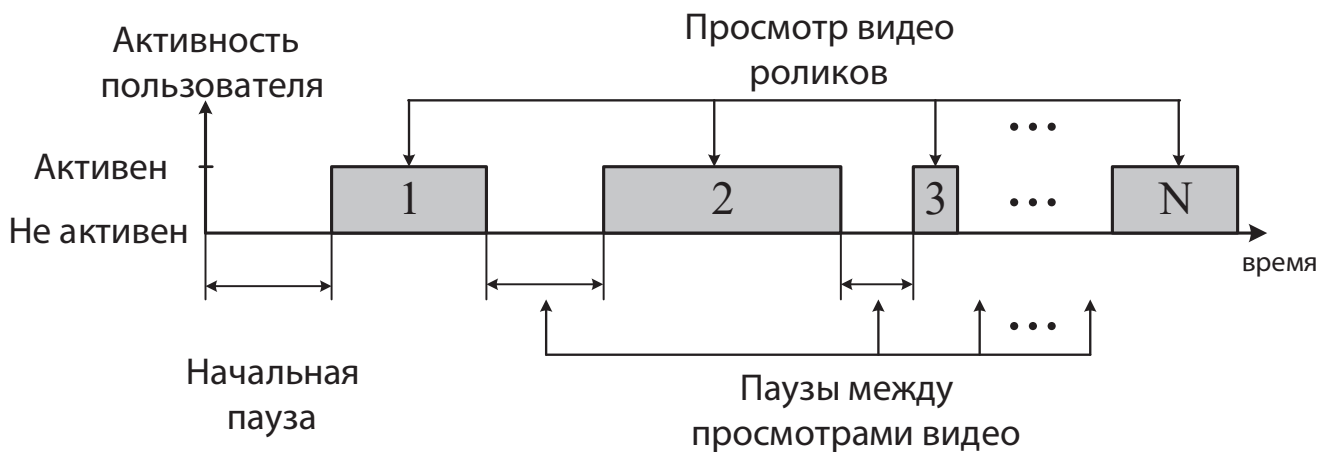 Активность
пользователя
Просмотр видео
роликов
Активен
Не активен
1
2
3
N
время
Начальная
пауза
Паузы между
просмотрами видео